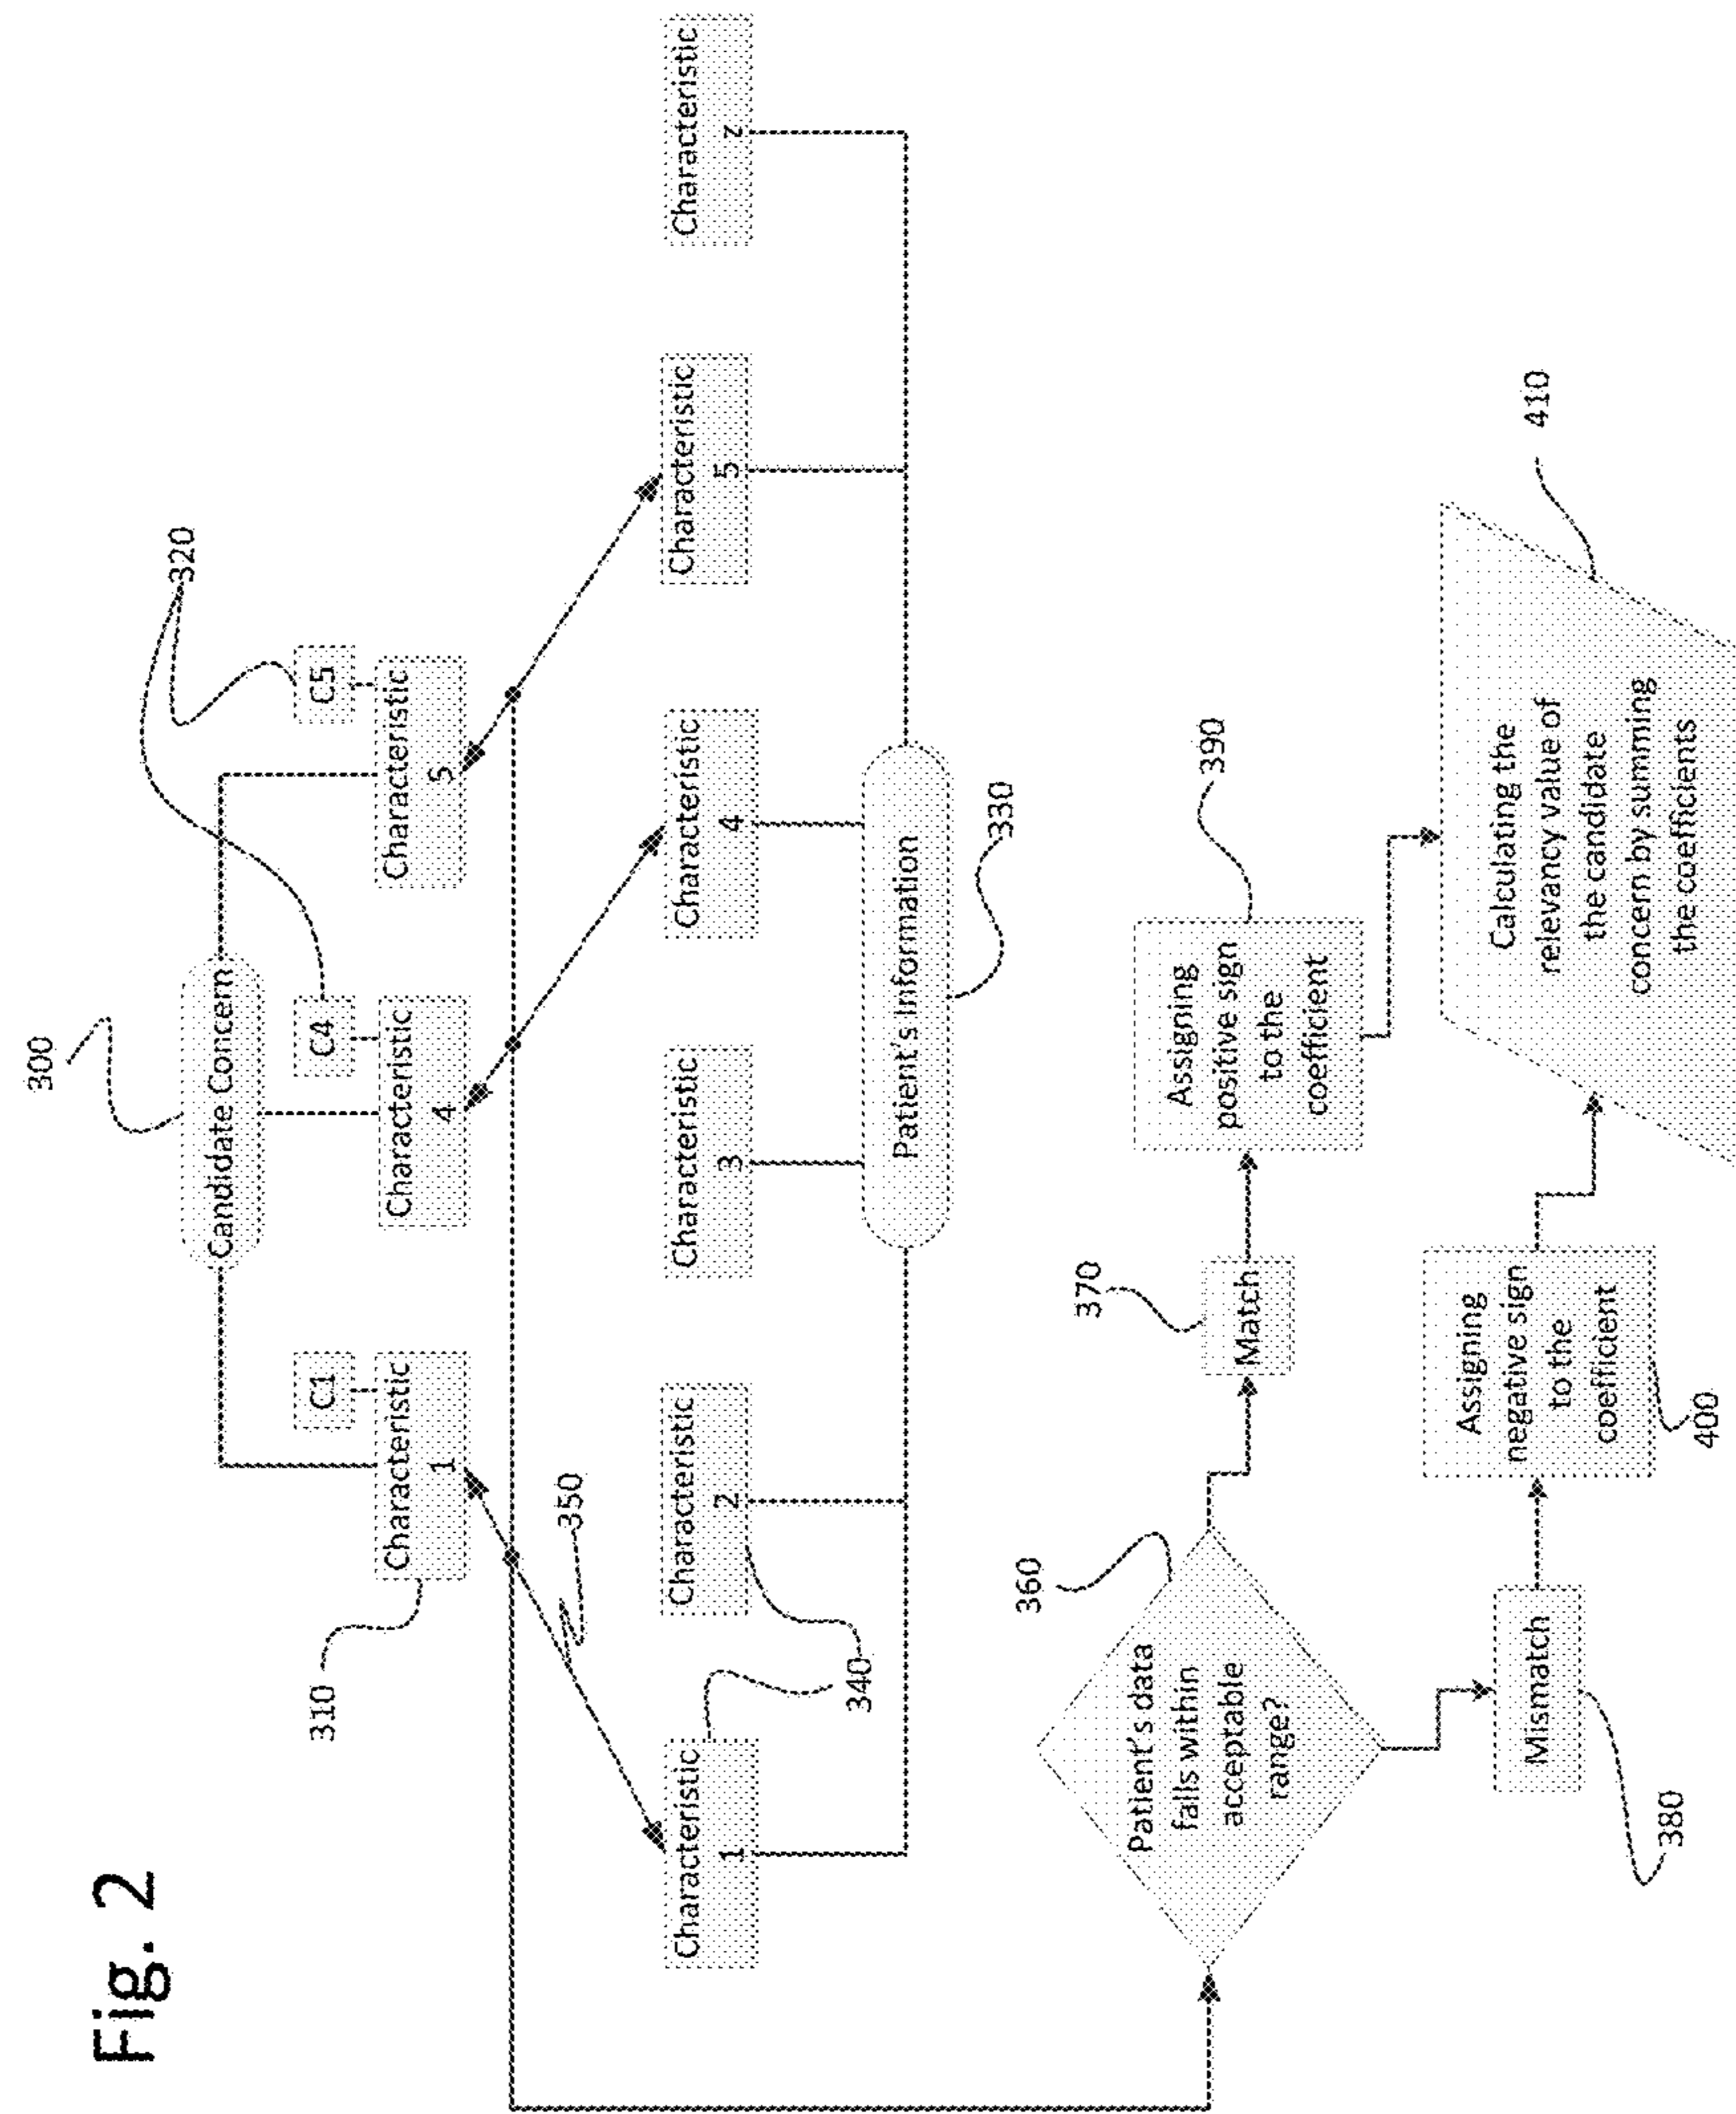 Fig. 2
300
Candidate Concern
320
C1
C4
C5
310
Characteristic
1
Characteristic
4
Characteristic
5
350
Characteristic
1
Characteristic
2
Characteristic
3
Characteristic
4
Characteristic
5
Characteristic
z
340
Patient's Information
330
360
Patient's data
falls within
acceptable
range?
370
Match
Assigning
positive sign
to the
coefficient
390
380
Mismatch
Assigning
negative sign
to the
coefficient
400
Calculating the
relevancy value of
the candidate
concern by summing
the coefficients
410